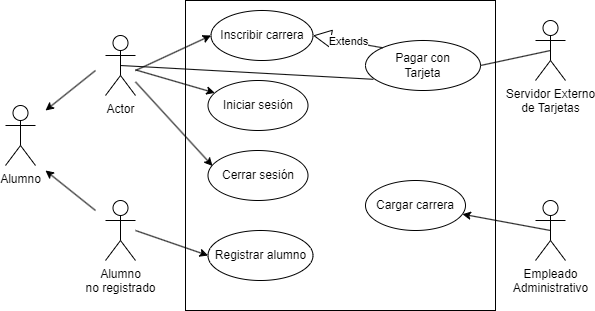 Inscribir carrera
Extends
Pagar con
Tarjeta
Servidor Externo
de Tarjetas
Actor
Iniciar sesión
Alumno
Cerrar sesión
Cargar carrera
Registrar alumno
Alumno
no registrado
Empleado
Administrativo